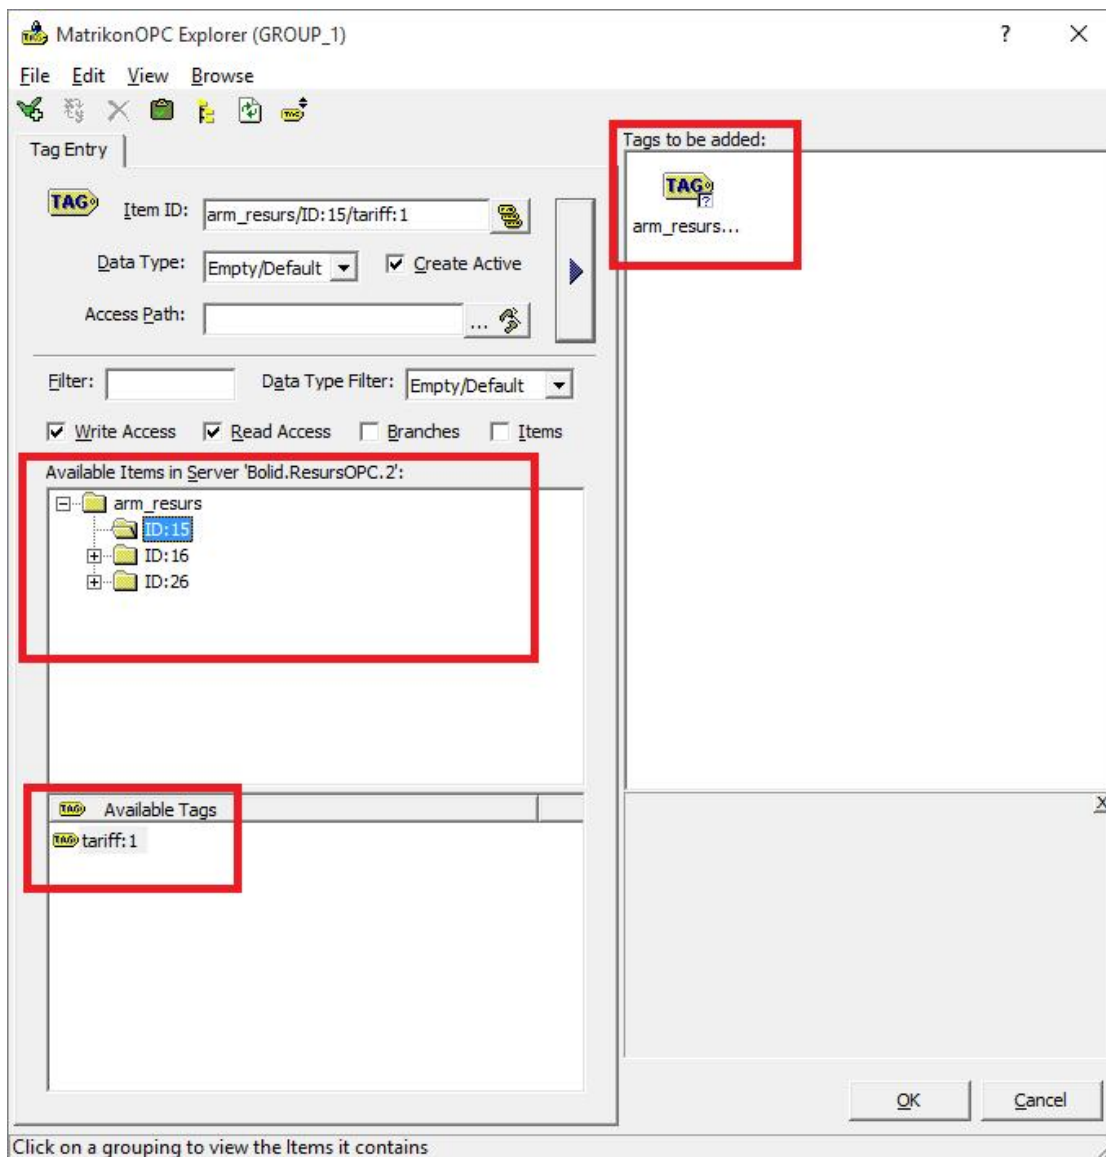 MatrikonOPC Explorer (GROUP_1)
File Edit View Browse
Tag Entry
TAG Item ID: arm_resurs/ID:15/tariff:1
Data Type: Empty/Default Create Active
Access Path: ...
Filter: Data Type Filter: Empty/Default
Write Access Read Access Branches Items
Available Items in Server 'Bolid.ResursOPC.2':
arm_resurs
ID:15
ID:16
ID:26
TAG Available Tags
TAG tariff:1
Tags to be added:
TAG
arm_resurs...
OK Cancel
Click on a grouping to view the Items it contains